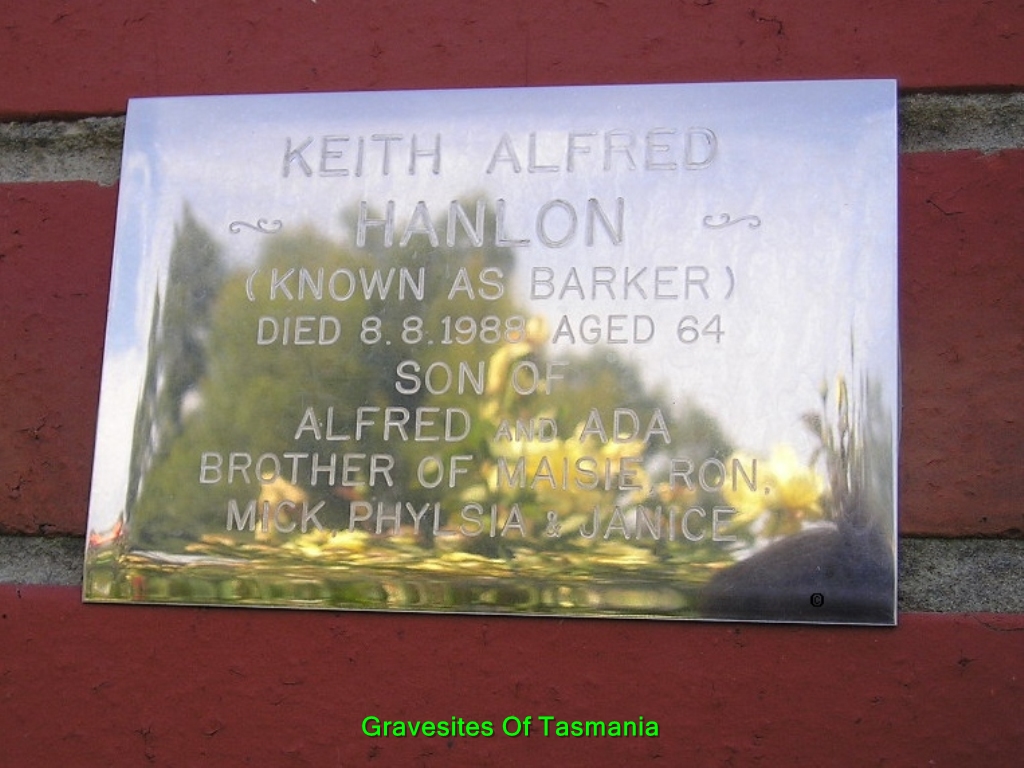 KEITH ALFRED
HANLON
(KNOWN AS BARKER)
DIED 8.8.1988 AGED 64
SON OF
ALFRED AND ADA
BROTHER OF MAISIE, RON,
MICK, PHYLSIA & JANICE
©
Gravesites Of Tasmania